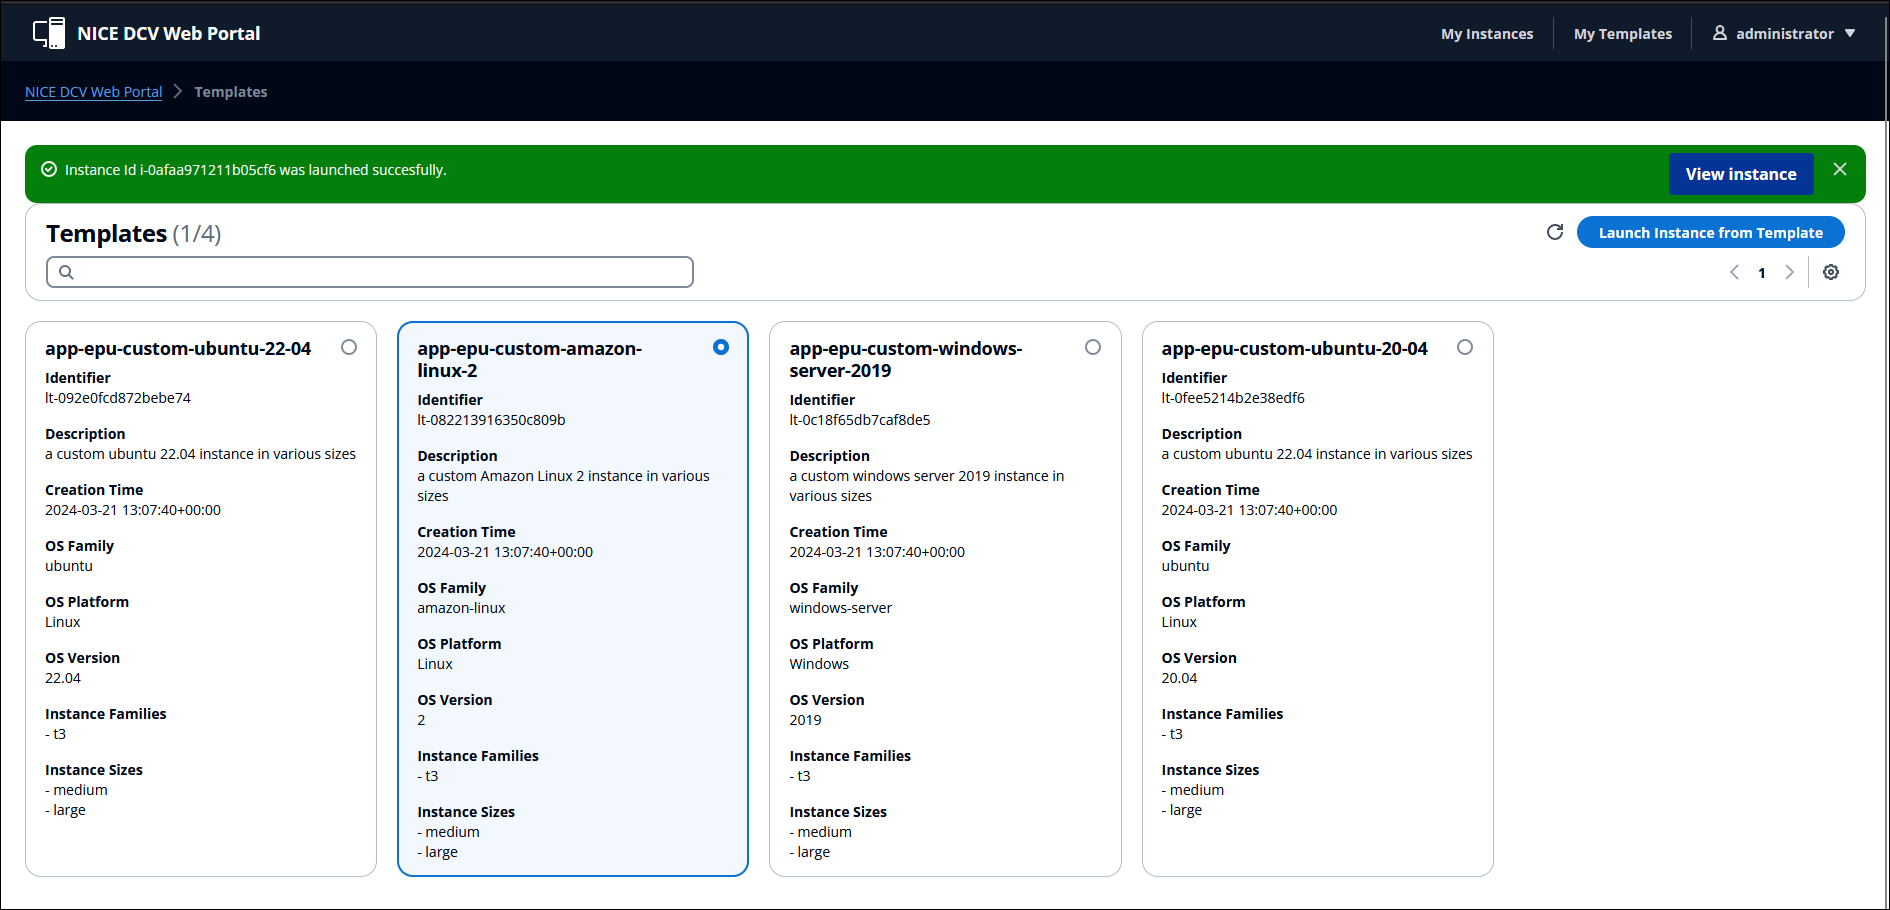 NICE DCV Web Portal
My Instances
My Templates
administrator
NICE DCV Web Portal
Templates
Instance Id i-0afaa971211b05cf6 was launched succesfully.
View instance
Templates (1/4)
Launch Instance from Template
1
app-epu-custom-ubuntu-22-04
Identifier
lt-092e0fcd872bebe74
Description
a custom ubuntu 22.04 instance in various sizes
Creation Time
2024-03-21 13:07:40+00:00
OS Family
ubuntu
OS Platform
Linux
OS Version
22.04
Instance Families
- t3
Instance Sizes
- medium
- large
app-epu-custom-amazon-
linux-2
Identifier
lt-082213916350c809b
Description
a custom Amazon Linux 2 instance in various
sizes
Creation Time
2024-03-21 13:07:40+00:00
OS Family
amazon-linux
OS Platform
Linux
OS Version
2
Instance Families
- t3
Instance Sizes
- medium
- large
app-epu-custom-windows-
server-2019
Identifier
lt-0c18f65db7caf8de5
Description
a custom windows server 2019 instance in
various sizes
Creation Time
2024-03-21 13:07:40+00:00
OS Family
windows-server
OS Platform
Windows
OS Version
2019
Instance Families
- t3
Instance Sizes
- medium
- large
app-epu-custom-ubuntu-20-04
Identifier
lt-0fee5214b2e38edf6
Description
a custom ubuntu 22.04 instance in various sizes
Creation Time
2024-03-21 13:07:40+00:00
OS Family
ubuntu
OS Platform
Linux
OS Version
20.04
Instance Families
- t3
Instance Sizes
- medium
- large